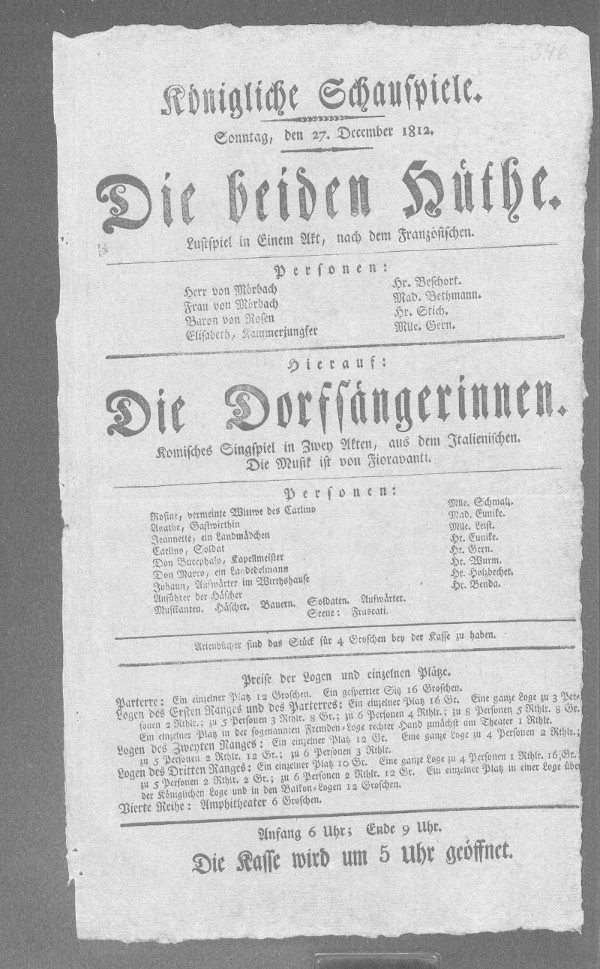 346
Königliche Schauspiele.
Sonntag, den 27. December 1812.
Die beiden Hüthe.
Lustspiel in Einem Akt, nach dem Französischen.
Personen:
Herr von Mörbach Hr. Beschort.
Frau von Mörbach Mad. Bethmann.
Baron von Rosen Hr. Stich.
Elisabeth, Kammerjungfer Mlle. Gern.
Hierauf:
Die Dorfsängerinnen.
Komisches Singspiel in Zwey Akten, aus dem Italienischen.
Die Musik ist von Fioravanti.
Personen:
Rosine, vermeinte Wittwe des Carlino Mlle. Schmalz.
Agathe, Gastwirthin Mad. Eunike.
Jeannette, ein Landmädchen Mlle. Leist.
Carlino, Soldat Hr. Eunike.
Don Bucephalo, Kapellmeister Hr. Gern.
Don Marco, ein Landedelmann Hr. Wurm.
Johann, Aufwärter im Wirthshause Hr. Holzbecher.
Anführer der Häscher Hr. Benda.
Musikanten. Häscher. Bauern. Soldaten. Aufwärter.
Scene: Frascati.
Arienbücher sind das Stück für 4 Groschen bey der Kasse zu haben.
Preise der Logen und einzelnen Plätze.
Parterre: Ein einzelner Platz 12 Groschen. Ein gesperrter Sitz 16 Groschen.
Logen des Ersten Ranges und des Parterres: Ein einzelner Platz 16 Gr. Eine ganze Loge zu 3 Per-
sonen 2 Rthlr.; zu 5 Personen 3 Rthlr. 8 Gr.; zu 6 Personen 4 Rthlr.; zu 8 Personen 5 Rthlr. 8 Gr.
Ein einzelner Platz in der sogenannten Fremden-Loge rechter Hand zunächst am Theater 1 Rthlr.
Logen des Zweyten Ranges: Ein einzelner Platz 12 Gr. Eine ganze Loge zu 4 Personen 2 Rthlr.;
zu 5 Personen 2 Rthlr. 12 Gr.; zu 6 Personen 3 Rthlr.
Logen des Dritten Ranges: Ein einzelner Platz 10 Gr. Eine ganze Loge zu 4 Personen 1 Rthlr. 16 Gr.;
zu 5 Personen 2 Rthlr. 2 Gr.; zu 6 Personen 2 Rthlr. 12 Gr. Ein einzelner Platz in einer Loge über
der Königlichen Loge und in den Balkon-Logen 12 Groschen.
Vierte Reihe: Amphitheater 6 Groschen.
Anfang 6 Uhr; Ende 9 Uhr.
Die Kasse wird um 5 Uhr geöffnet.